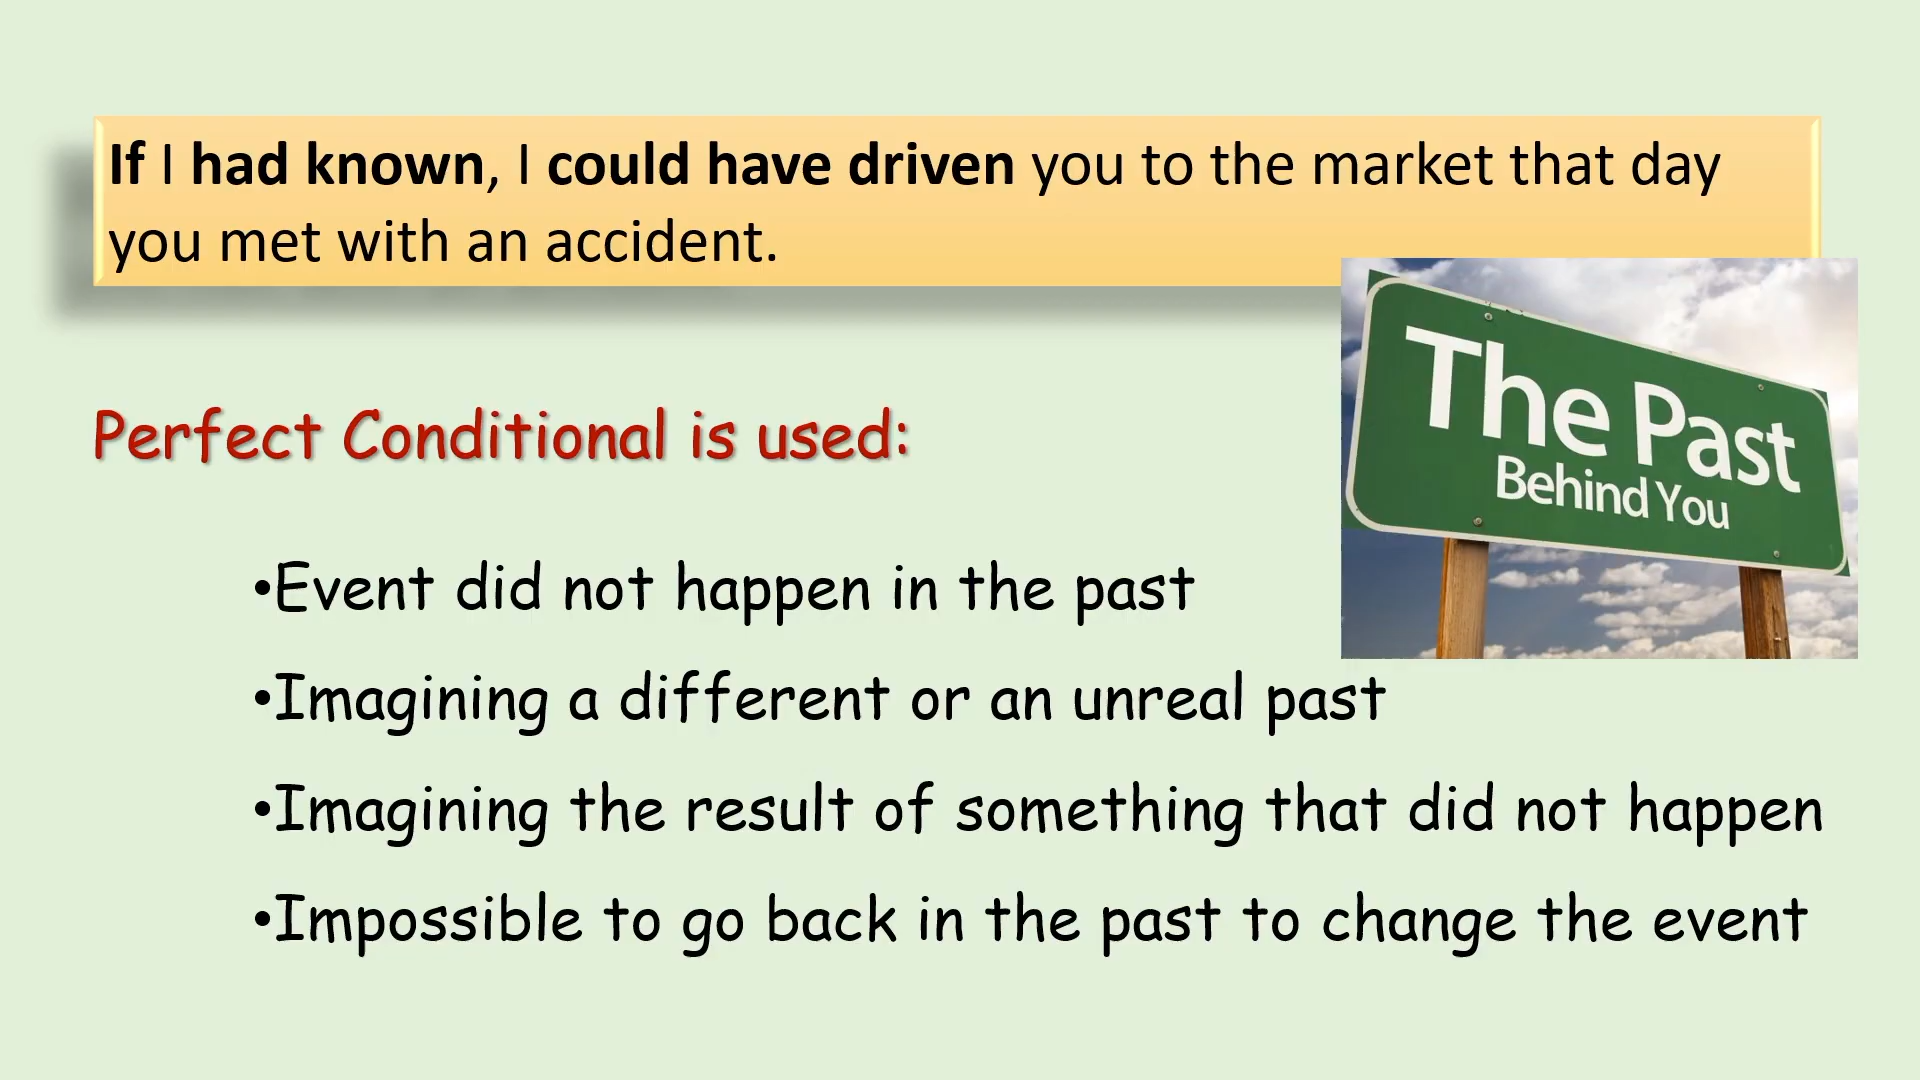 If I had known, I could have driven you to the market that day
you met with an accident.
The Past
Behind You
Perfect Conditional is used:
•Event did not happen in the past
•Imagining a different or an unreal past
•Imagining the result of something that did not happen
•Impossible to go back in the past to change the event